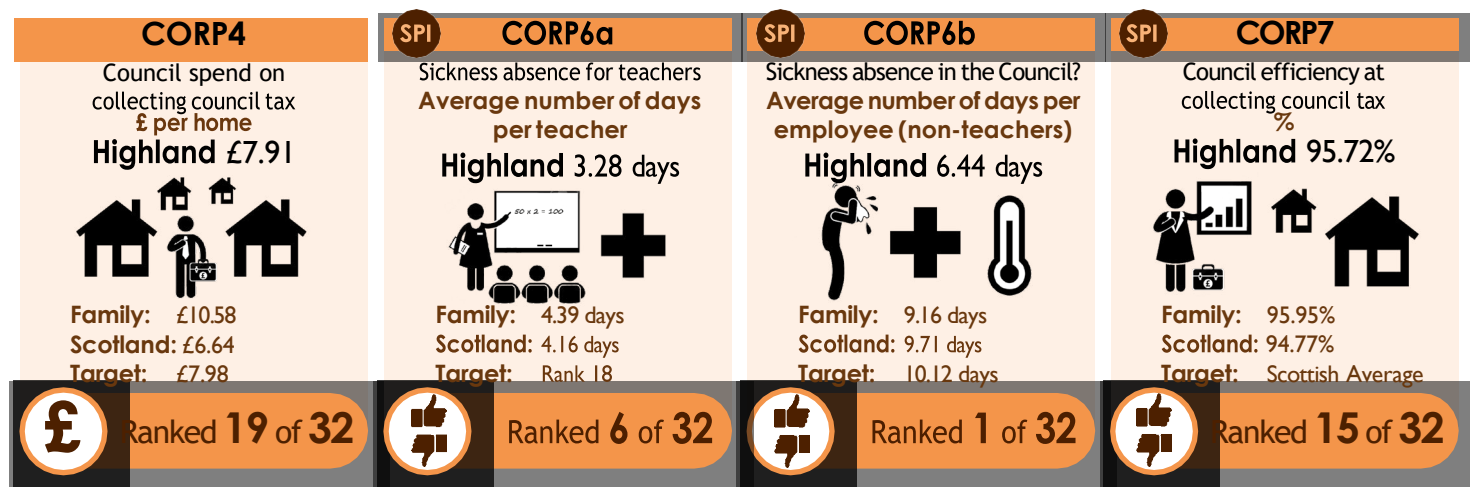 CORP4
Council spend on
collecting council tax
£ per home
Highland £7.91
Family: £10.58
Scotland: £6.64
Target: £7.98
£
Ranked 19 of 32
SPI
CORP6a
Sickness absence for teachers
Average number of days
per teacher
Highland 3.28 days
50 x 2 = 100
Family: 4.39 days
Scotland: 4.16 days
Target: Rank 18
Ranked 6 of 32
SPI
CORP6b
Sickness absence in the Council?
Average number of days per
employee (non-teachers)
Highland 6.44 days
Family: 9.16 days
Scotland: 9.71 days
Target: 10.12 days
Ranked 1 of 32
SPI
CORP7
Council efficiency at
collecting council tax
%
Highland 95.72%
Family: 95.95%
Scotland: 94.77%
Target: Scottish Average
Ranked 15 of 32